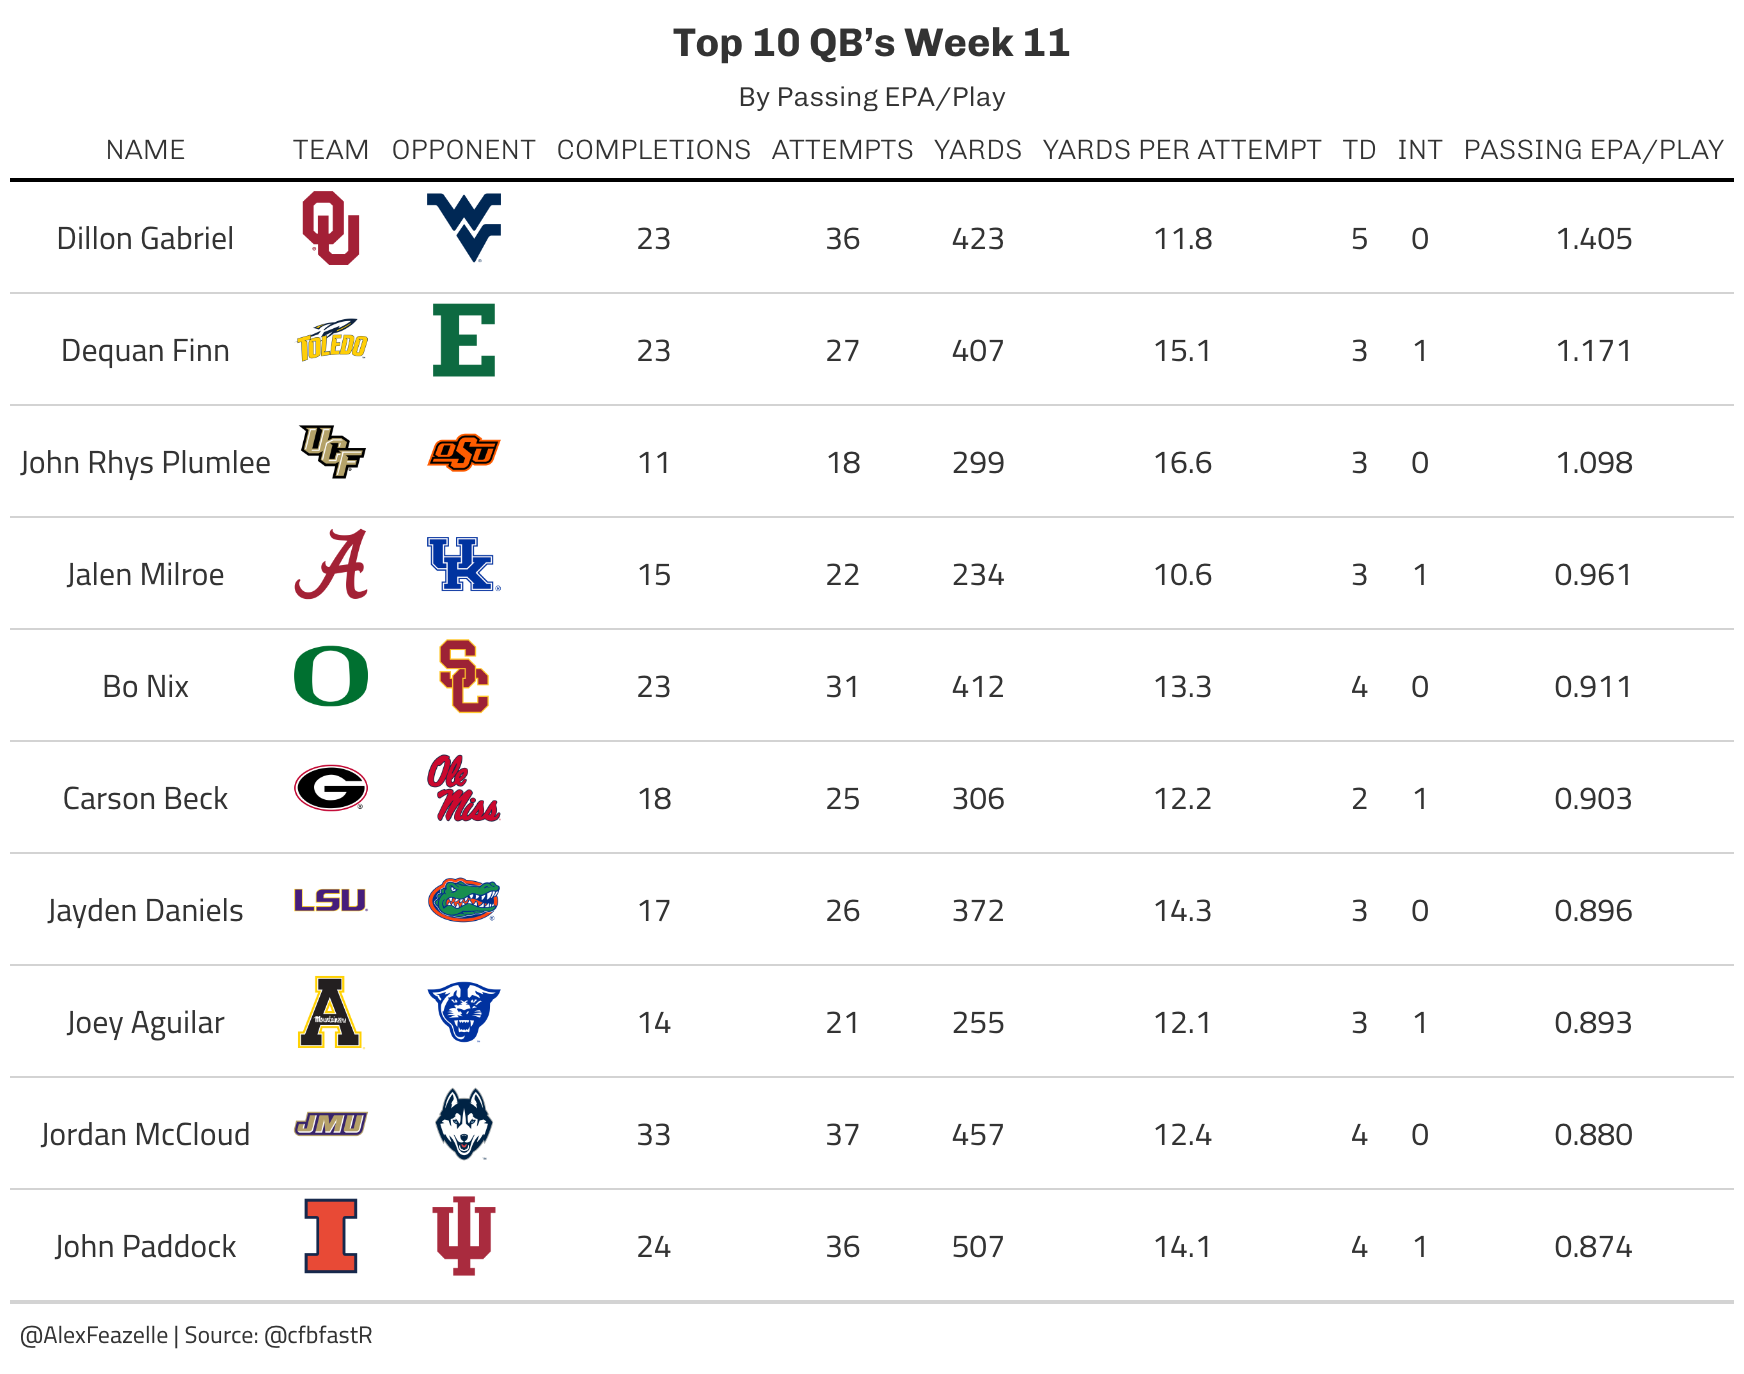 Top 10 QB’s Week 11
By Passing EPA/Play
NAME TEAM OPPONENT COMPLETIONS ATTEMPTS YARDS YARDS PER ATTEMPT TD INT PASSING EPA/PLAY
Dillon Gabriel OU WV 23 36 423 11.8 5 0 1.405
Dequan Finn TOLEDO E 23 27 407 15.1 3 1 1.171
John Rhys Plumlee UCF OSU 11 18 299 16.6 3 0 1.098
Jalen Milroe A UK 15 22 234 10.6 3 1 0.961
Bo Nix O SC 23 31 412 13.3 4 0 0.911
Carson Beck G Ole Miss 18 25 306 12.2 2 1 0.903
Jayden Daniels LSU 17 26 372 14.3 3 0 0.896
Joey Aguilar A Mountaineers 14 21 255 12.1 3 1 0.893
Jordan McCloud JMU 33 37 457 12.4 4 0 0.880
John Paddock I IU 24 36 507 14.1 4 1 0.874
@AlexFeazelle | Source: @cfbfastR